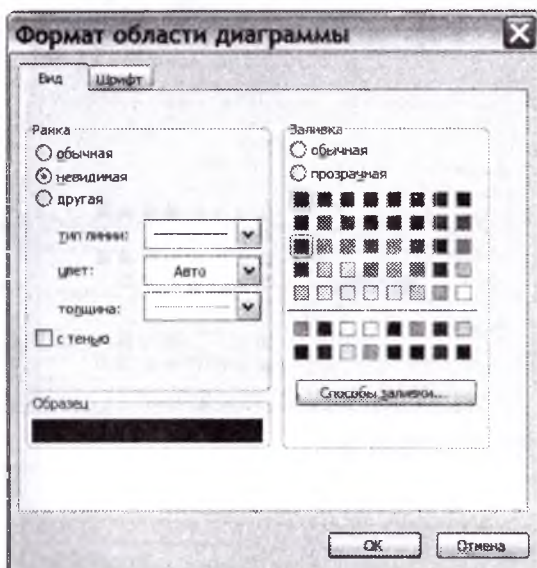 Формат области диаграммы
Вид
Шрифт
Рамка
обычная
невидимая
другая
тип линии:
цвет:
Авто
толщина:
с тенью
Образец
Заливка
обычная
прозрачная
Способы заливки...
ОК
Отмена